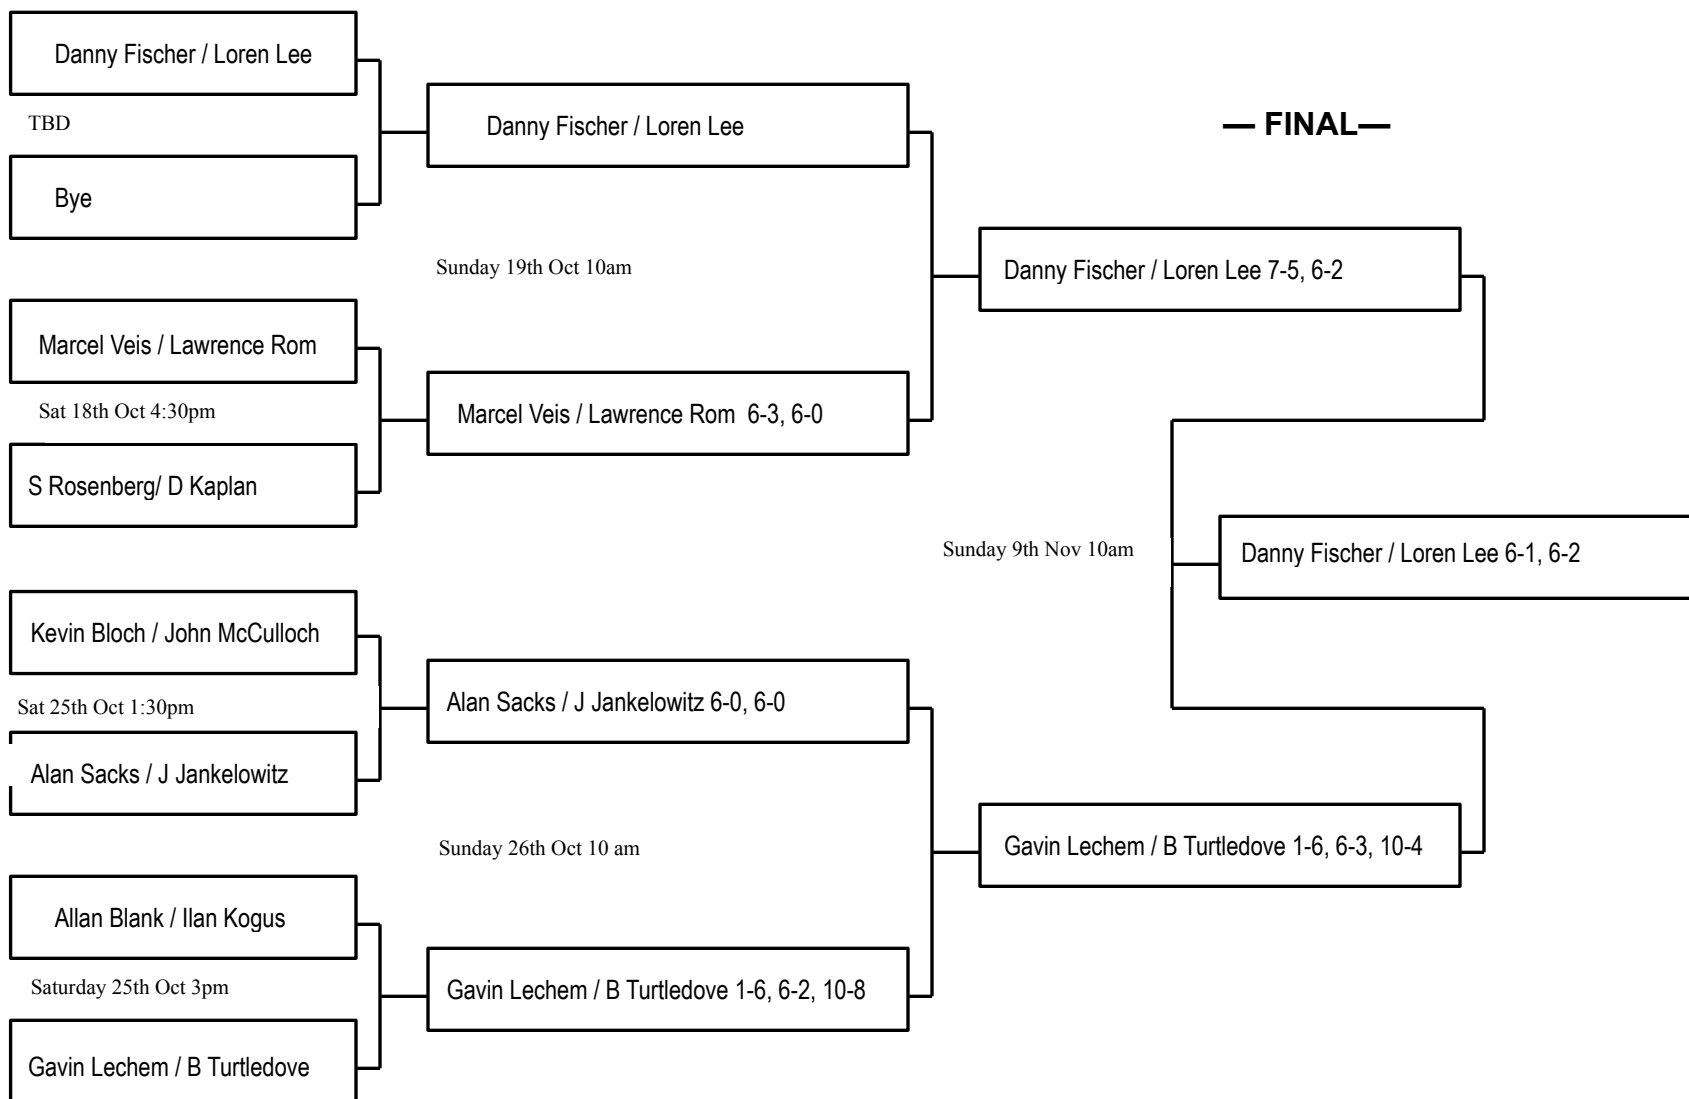 Danny Fischer / Loren Lee
TBD
Bye
Danny Fischer / Loren Lee
— FINAL—
Sunday 19th Oct 10am
Danny Fischer / Loren Lee 7-5, 6-2
Marcel Veis / Lawrence Rom
Sat 18th Oct 4:30pm
S Rosenberg/ D Kaplan
Marcel Veis / Lawrence Rom 6-3, 6-0
Sunday 9th Nov 10am
Danny Fischer / Loren Lee 6-1, 6-2
Kevin Bloch / John McCulloch
Sat 25th Oct 1:30pm
Alan Sacks / J Jankelowitz
Alan Sacks / J Jankelowitz 6-0, 6-0
Sunday 26th Oct 10 am
Gavin Lechem / B Turtledove 1-6, 6-3, 10-4
Allan Blank / Ilan Kogus
Saturday 25th Oct 3pm
Gavin Lechem / B Turtledove
Gavin Lechem / B Turtledove 1-6, 6-2, 10-8